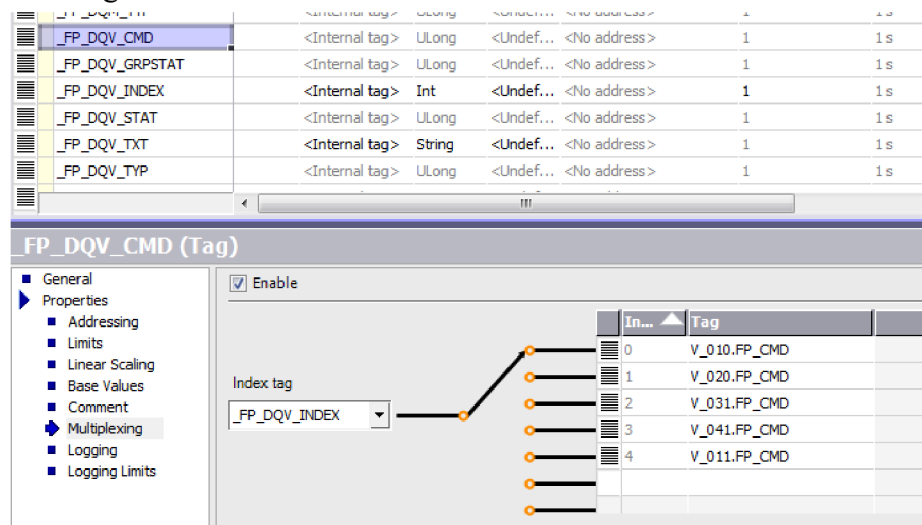 _FP_DQV_CMD <Internal tag> ULong <Undef... <No address> 1 1 s
_FP_DQV_GRPSTAT <Internal tag> ULong <Undef... <No address> 1 1 s
_FP_DQV_INDEX <Internal tag> Int <Undef... <No address> 1 1 s
_FP_DQV_STAT <Internal tag> ULong <Undef... <No address> 1 1 s
_FP_DQV_TXT <Internal tag> String <Undef... <No address> 1 1 s
_FP_DQV_TYP <Internal tag> ULong <Undef... <No address> 1 1 s
_FP_DQV_CMD (Tag)
General
Properties
Addressing
Limits
Linear Scaling
Base Values
Comment
Multiplexing
Logging
Logging Limits
Enable
Index tag
_FP_DQV_INDEX
In... Tag
0 V_010.FP_CMD
1 V_020.FP_CMD
2 V_031.FP_CMD
3 V_041.FP_CMD
4 V_011.FP_CMD